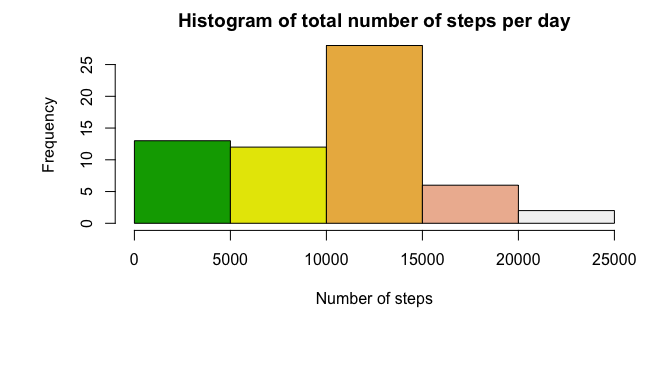 Histogram of total number of steps per day
Frequency
25
20
15
10
5
0
0 5000 10000 15000 20000 25000
Number of steps